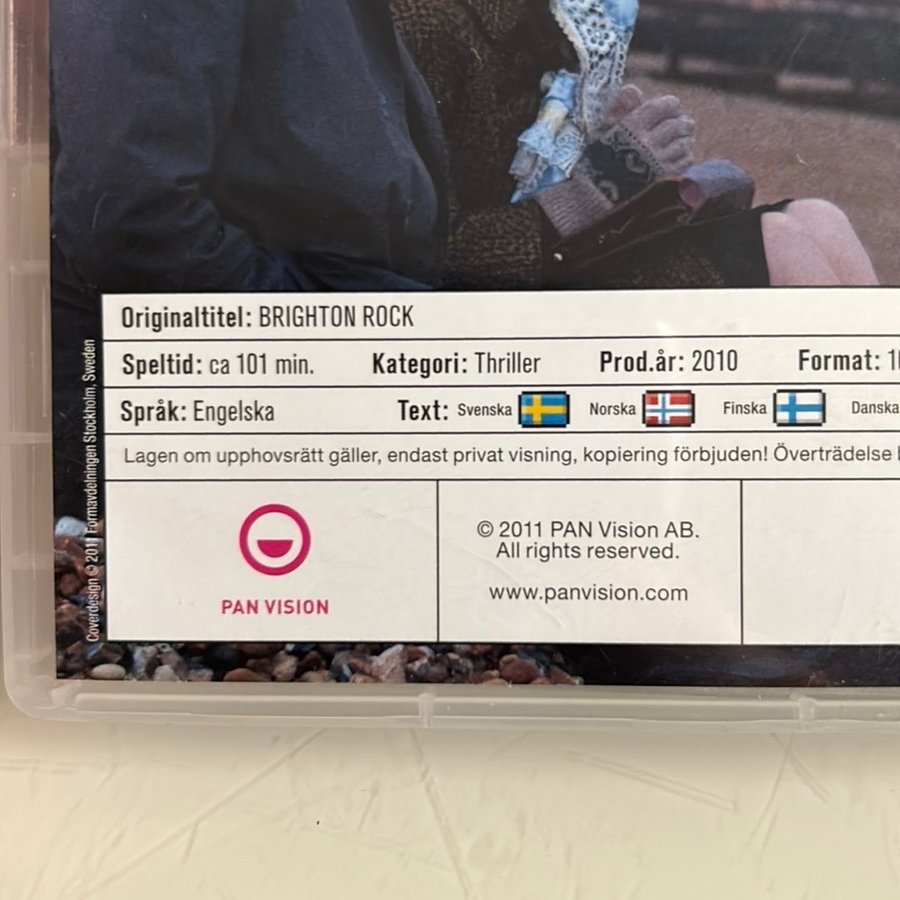 Originaltitel: BRIGHTON ROCK
Speltid: ca 101 min. Kategori: Thriller Prod.år: 2010 Format:
Språk: Engelska Text: Svenska Norska Finska Danska
Lagen om upphovsrätt gäller, endast privat visning, kopiering förbjuden! Överträdelse
PAN VISION
© 2011 PAN Vision AB.
All rights reserved.
www.panvision.com
Coverdesign © 2011 Formavdelningen Stockholm, Sweden